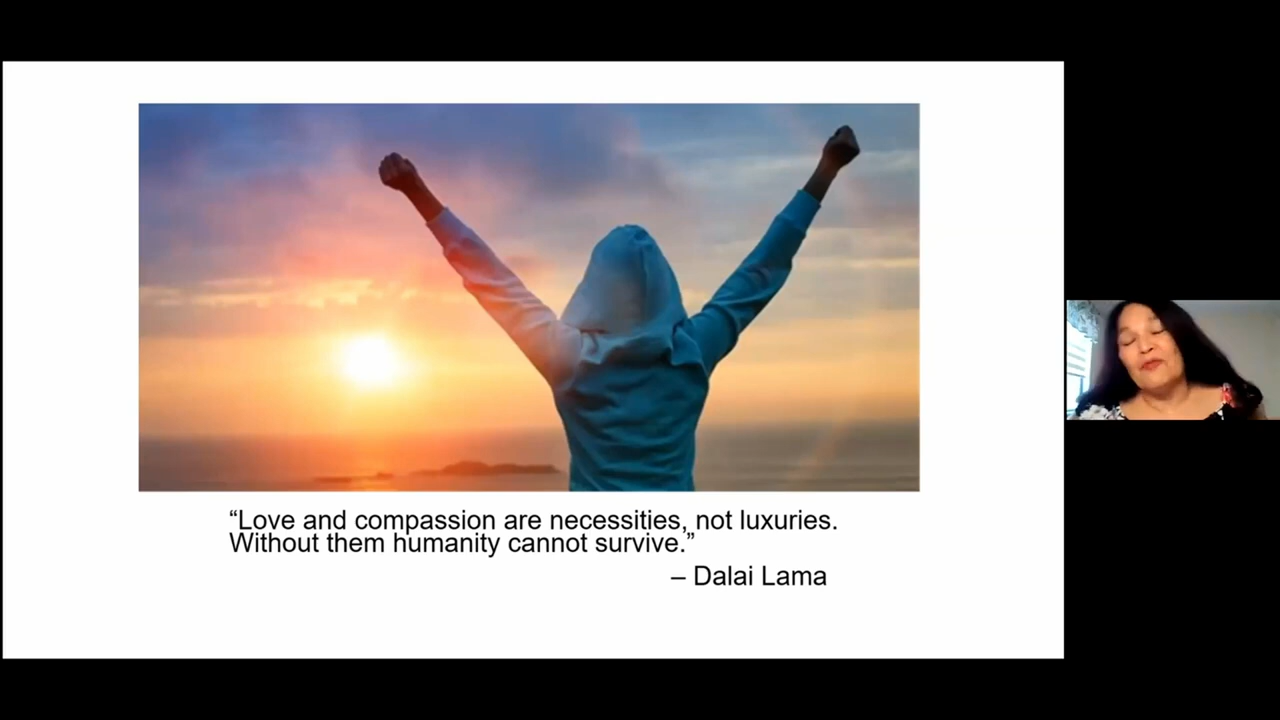 “Love and compassion are necessities, not luxuries.
Without them humanity cannot survive.”
– Dalai Lama